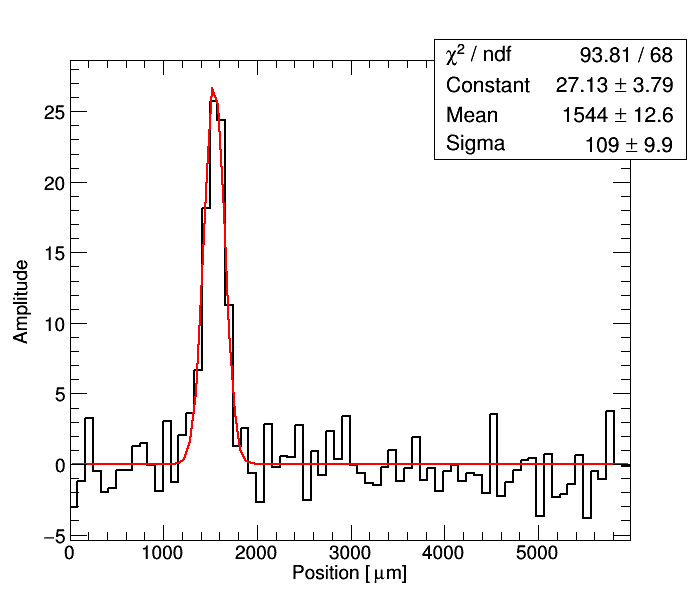 χ² / ndf 93.81 / 68
Constant 27.13 ± 3.79
Mean 1544 ± 12.6
Sigma 109 ± 9.9
25
20
15
10
5
0
−5
Amplitude
0 1000 2000 3000 4000 5000
Position [ μm]